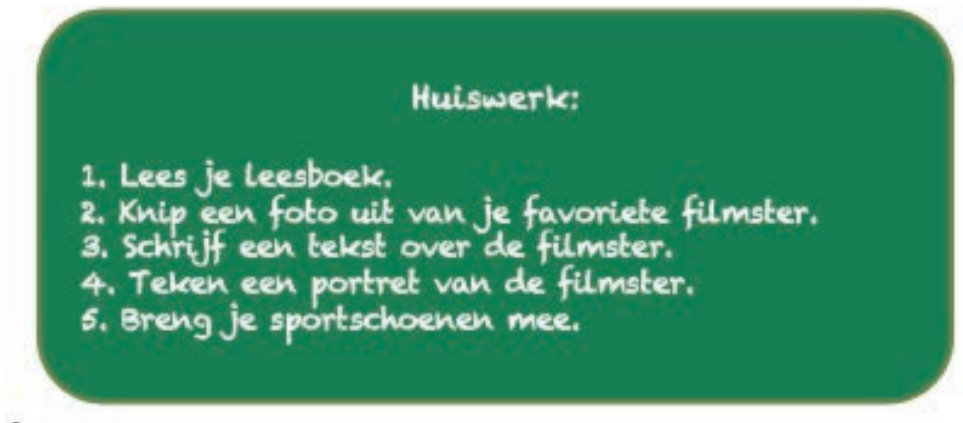 Huiswerk:
1. Lees je leesboek.
2. Knip een foto uit van je favoriete filmster.
3. Schrijf een tekst over de filmster.
4. Teken een portret van de filmster.
5. Breng je sportschoenen mee.